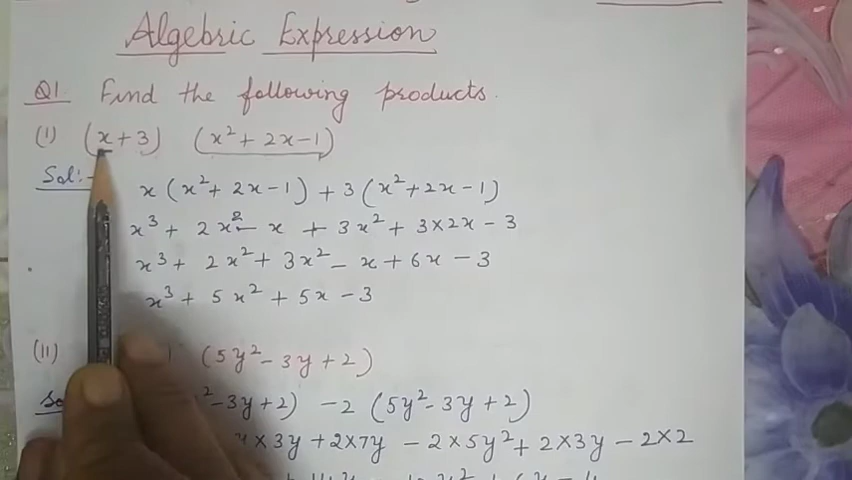 Algebric Expression
Q1 Find the following products.
(i) (x+3) (x²+2x-1)
Sol:- x(x²+2x-1)+3(x²+2x-1)
x³+2x²-x+3x²+3×2x-3
x³+2x²+3x²-x+6x-3
x³+5x²+5x-3
(ii) (5y²-3y+2)
²-3y+2) -2(5y²-3y+2)
×3y+2×7y-2×5y²+2×3y-2×2